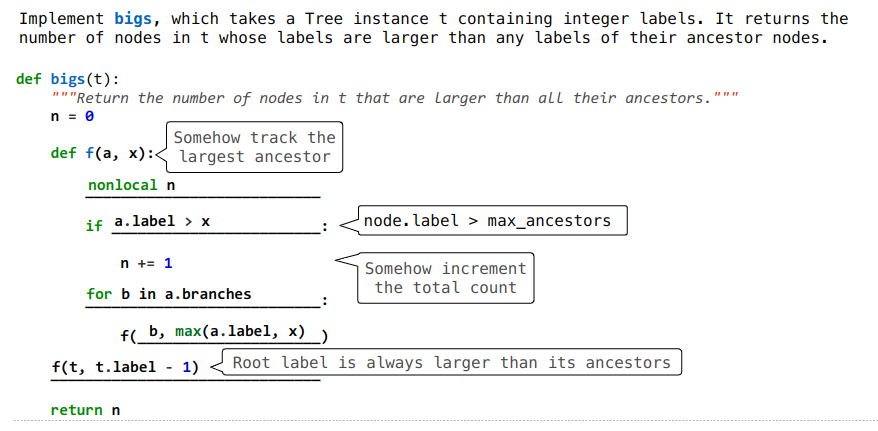 Implement bigs, which takes a Tree instance t containing integer labels. It returns the
number of nodes in t whose labels are larger than any labels of their ancestor nodes.
def bigs(t):
"""Return the number of nodes in t that are larger than all their ancestors."""
n = 0
Somehow track the
largest ancestor
def f(a, x):
nonlocal n
if a.label > x :
node.label > max_ancestors
n += 1
Somehow increment
the total count
for b in a.branches :
f( b, max(a.label, x) )
f(t, t.label - 1)
Root label is always larger than its ancestors
return n